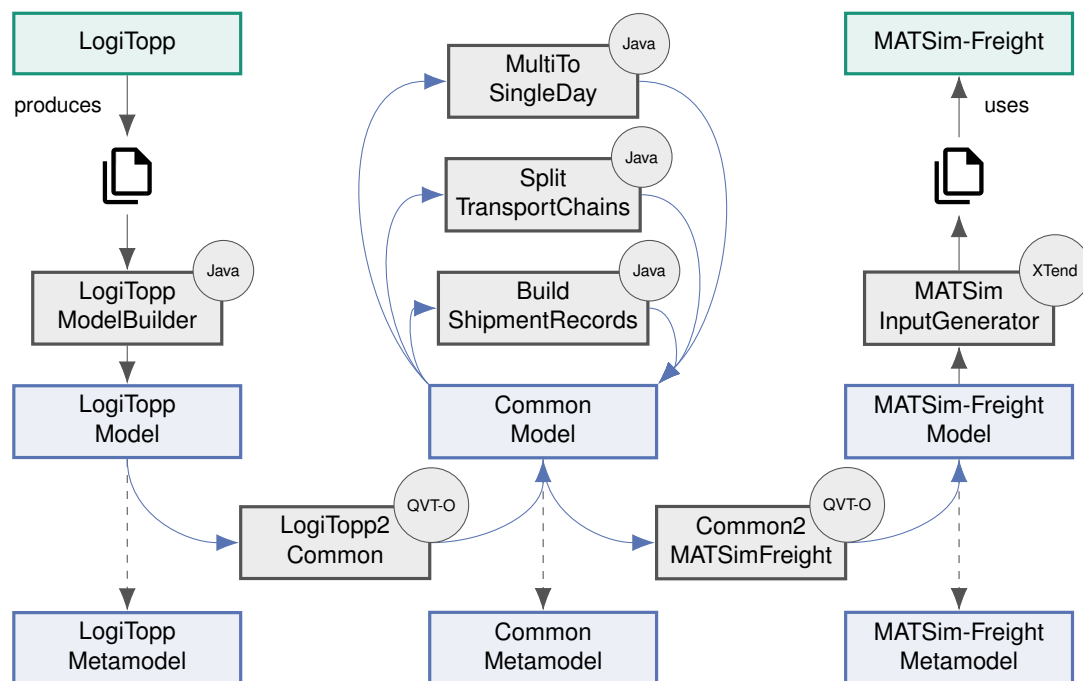 LogiTopp
produces
Java
LogiTopp
ModelBuilder
LogiTopp
Model
LogiTopp
Metamodel
QVT-O
LogiTopp2
Common
Java
MultiTo
SingleDay
Java
Split
TransportChains
Java
Build
ShipmentRecords
Common
Model
Common
Metamodel
QVT-O
Common2
MATSimFreight
MATSim-Freight
uses
XTend
MATSim
InputGenerator
MATSim-Freight
Model
MATSim-Freight
Metamodel